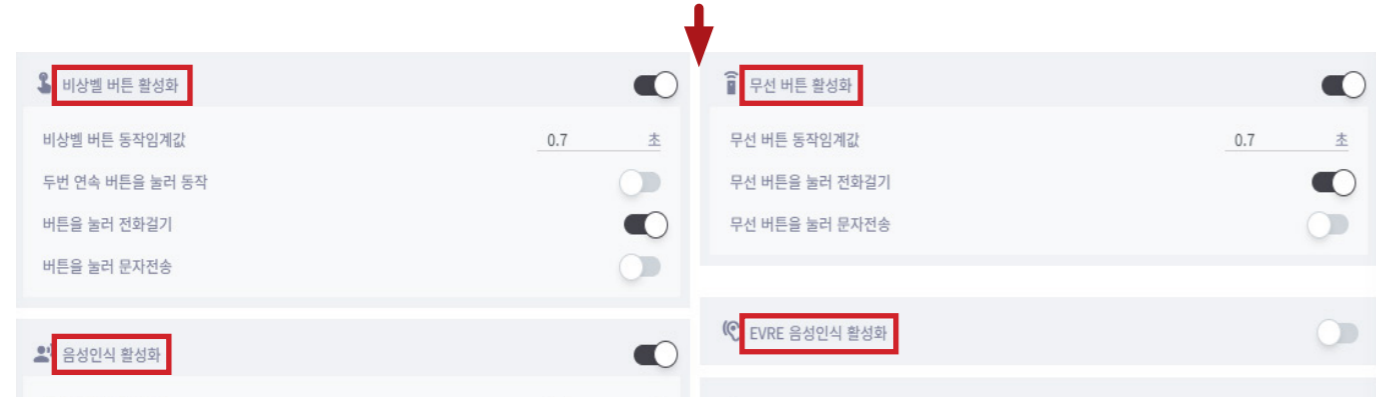 비상벨 버튼 활성화
비상벨 버튼 동작임계값 0.7 초
두번 연속 버튼을 눌러 동작
버튼을 눌러 전화걸기
버튼을 눌러 문자전송
음성인식 활성화
무선 버튼 활성화
무선 버튼 동작임계값 0.7 초
무선 버튼을 눌러 전화걸기
무선 버튼을 눌러 문자전송
EVRE 음성인식 활성화